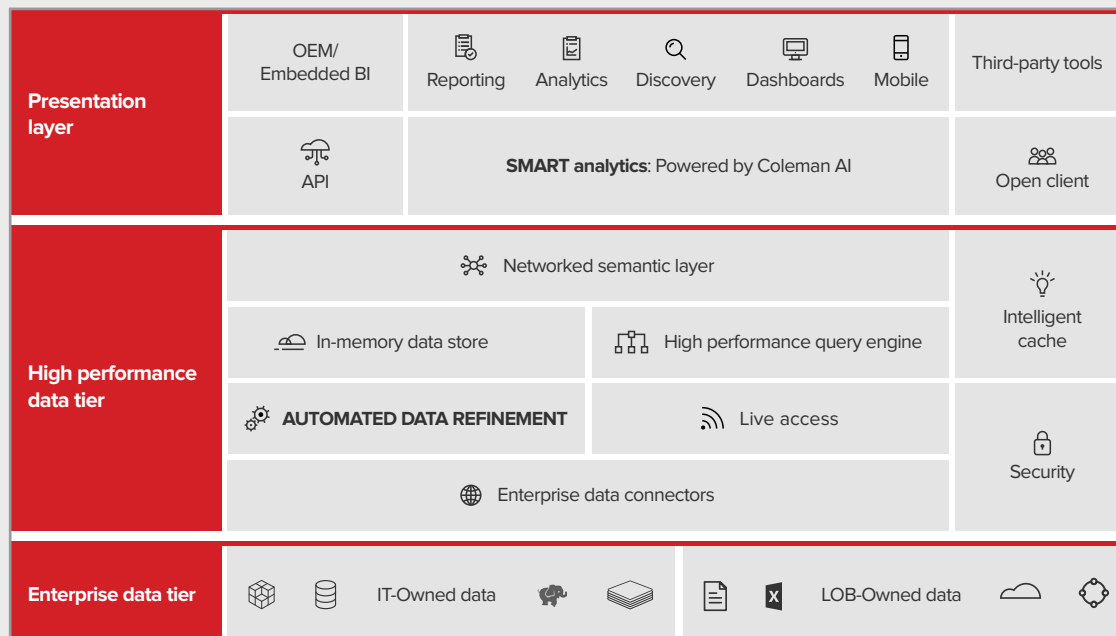 Presentation
layer
OEM/
Embedded BI
Reporting
Analytics
Discovery
Dashboards
Mobile
Third-party tools
API
SMART analytics: Powered by Coleman AI
Open client
High performance
data tier
Networked semantic layer
Intelligent
cache
In-memory data store
High performance query engine
AUTOMATED DATA REFINEMENT
Live access
Security
Enterprise data connectors
Enterprise data tier
IT-Owned data
X
LOB-Owned data